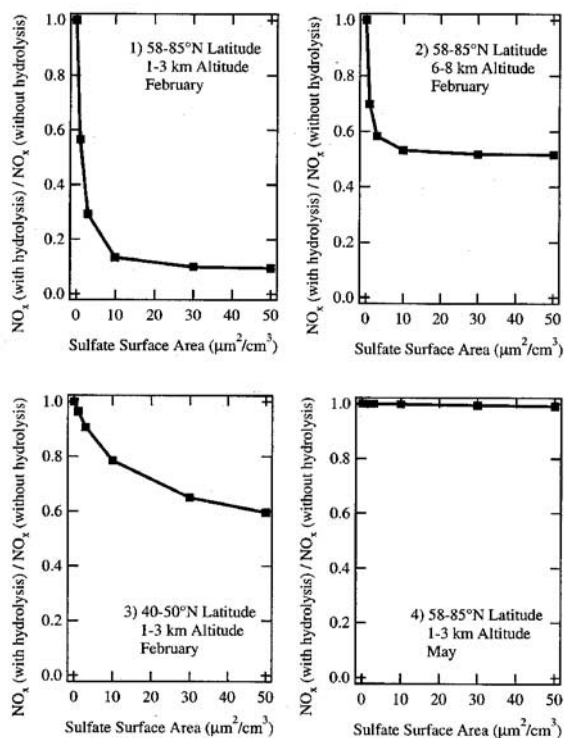 NOx (with hydrolysis) / NOx (without hydrolysis)
1.0
0.8
0.6
0.4
0.2
0.0
1) 58-85°N Latitude
1-3 km Altitude
February
0 10 20 30 40 50
Sulfate Surface Area (μm²/cm³)
NOx (with hydrolysis) / NOx (without hydrolysis)
1.0
0.8
0.6
0.4
0.2
0.0
2) 58-85°N Latitude
6-8 km Altitude
February
0 10 20 30 40 50
Sulfate Surface Area (μm²/cm³)
NOx (with hydrolysis) / NOx (without hydrolysis)
1.0
0.8
0.6
0.4
0.2
0.0
3) 40-50°N Latitude
1-3 km Altitude
February
0 10 20 30 40 50
Sulfate Surface Area (μm²/cm³)
NOx (with hydrolysis) / NOx (without hydrolysis)
1.0
0.8
0.6
0.4
0.2
0.0
4) 58-85°N Latitude
1-3 km Altitude
May
0 10 20 30 40 50
Sulfate Surface Area (μm²/cm³)